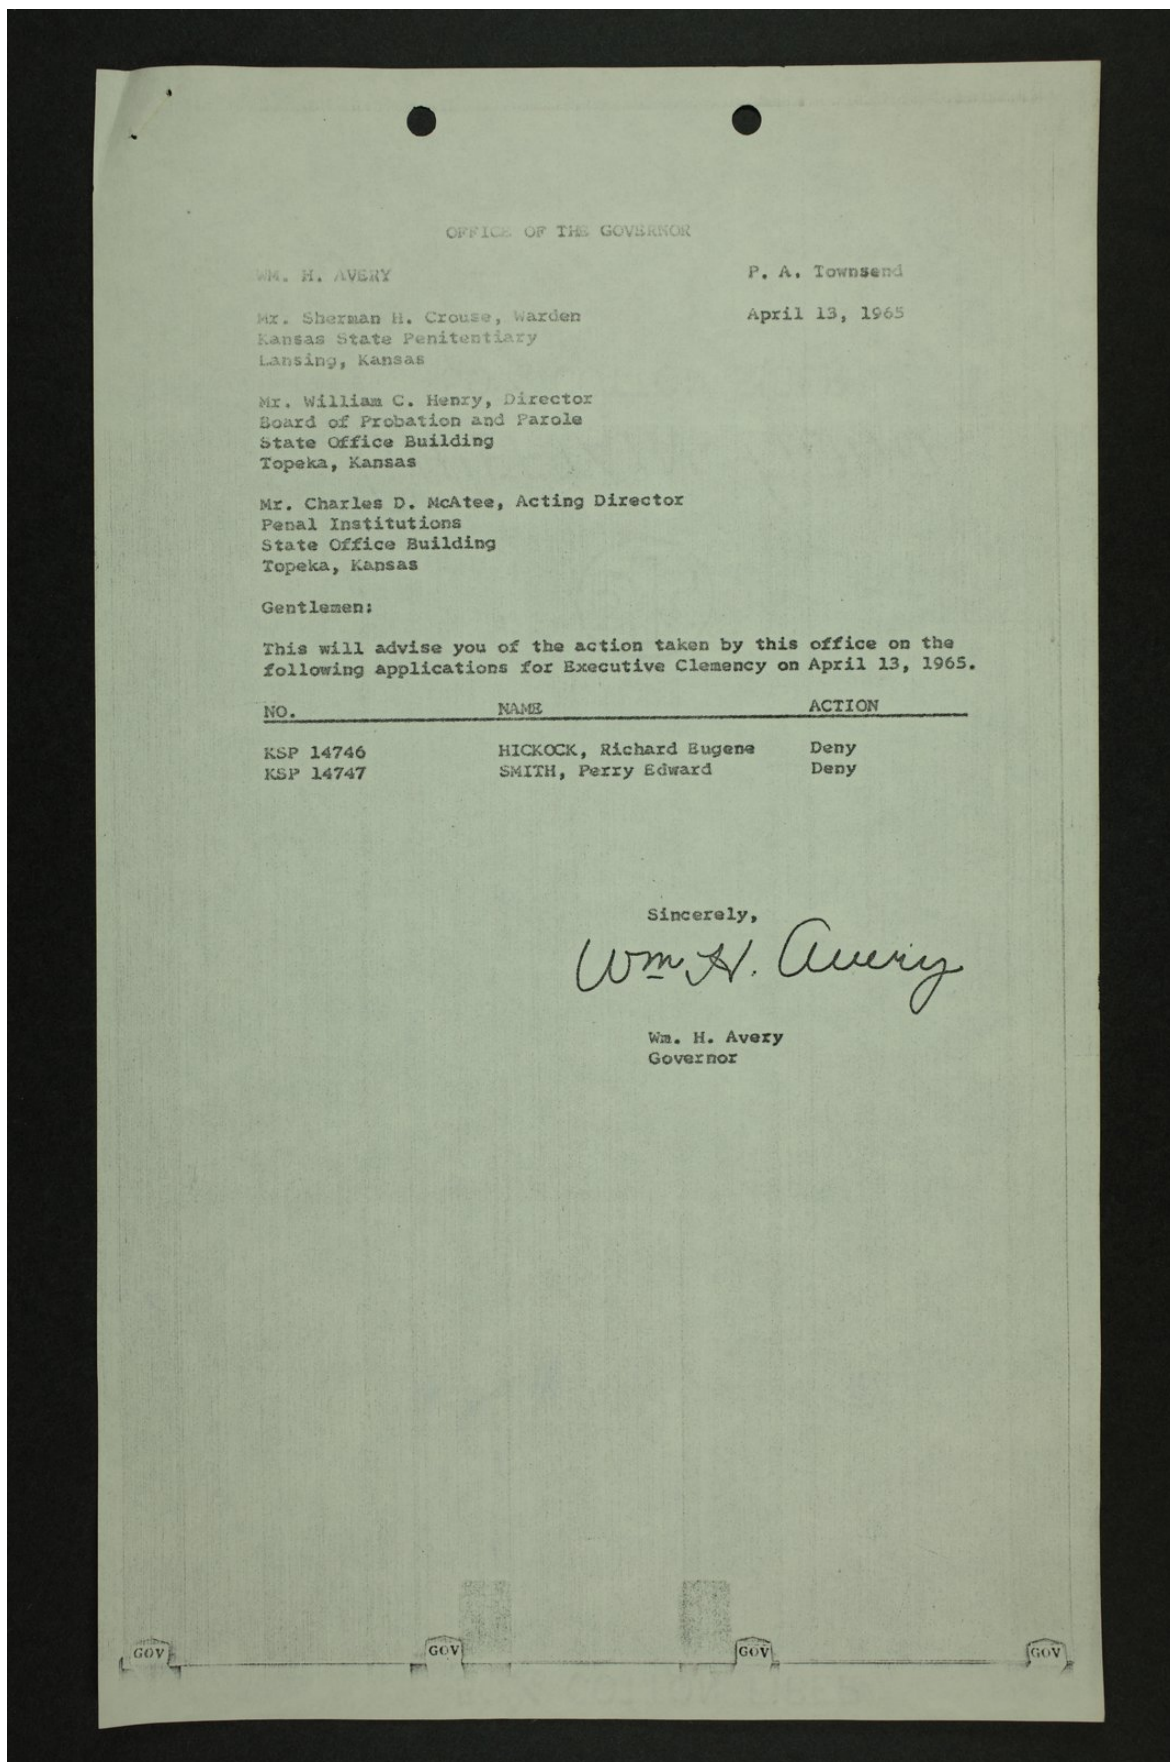 OFFICE OF THE GOVERNOR
WM. H. AVERY P. A. Townsend
Mr. Sherman H. Crouse, Warden April 13, 1965
Kansas State Penitentiary
Lansing, Kansas
Mr. William C. Henry, Director
Board of Probation and Parole
State Office Building
Topeka, Kansas
Mr. Charles D. McAtee, Acting Director
Penal Institutions
State Office Building
Topeka, Kansas
Gentlemen:
This will advise you of the action taken by this office on the
following applications for Executive Clemency on April 13, 1965.
NO. NAME ACTION
KSP 14746 HICKOCK, Richard Eugene Deny
KSP 14747 SMITH, Perry Edward Deny
Sincerely,
Wm H. Avery
Wm. H. Avery
Governor
GOV GOV GOV GOV